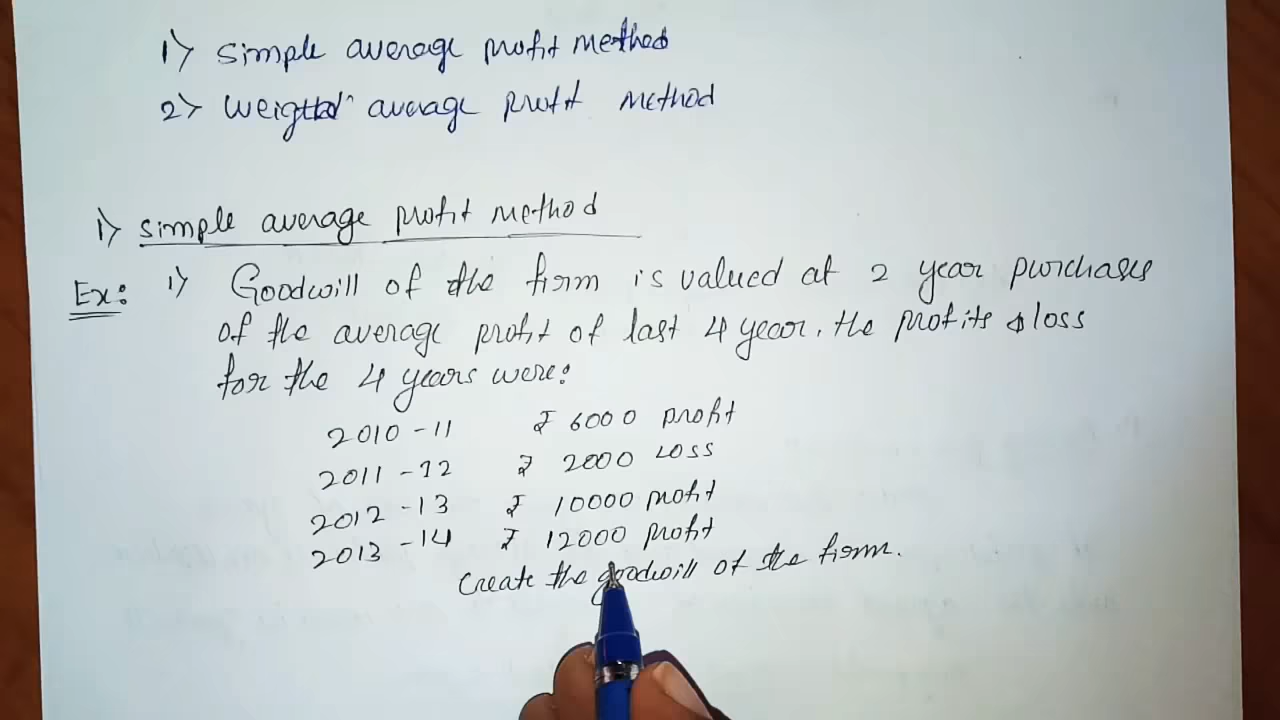 1) simple average profit method
2) weigtted average profit method
1) simple average profit method
Ex: 1) Goodwill of the firm is valued at 2 year purchases
of the average profit of last 4 year. the profits & loss
for the 4 years were:
2010-11 ₹ 6000 profit
2011-12 ₹ 2000 Loss
2012-13 ₹ 10000 profit
2013-14 ₹ 12000 profit
create the goodwill of the firm.